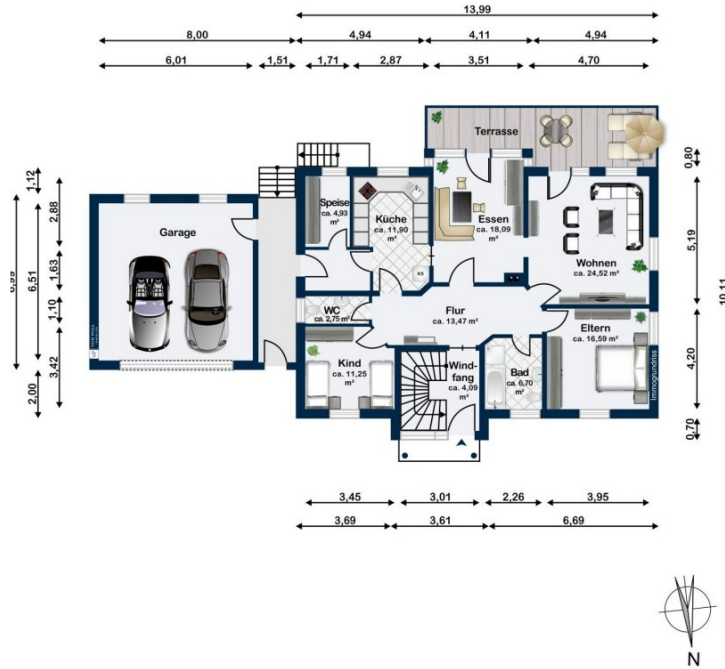 13,99
8,00 4,94 4,11 4,94
6,01 1,51 1,71 2,87 3,51 4,70
Terrasse
0,80
1,12
2,88
Speise
ca. 4,93
m²
Küche
ca. 11,90
m²
Essen
ca. 18,09
m²
5,19
Garage
6,51
1,63
Wohnen
ca. 24,52 m²
KS
10,11
1,10
WC
ca. 2,75 m²
Flur
ca. 13,47 m²
Eltern
ca. 16,59 m²
3,42
Kind
ca. 11,25
m²
Wind-
fang
ca. 4,09
m²
Bad
ca. 6,70
m²
4,20
Immogrundriss
2,00
0,70
3,45 3,01 2,26 3,95
3,69 3,61 6,69
N